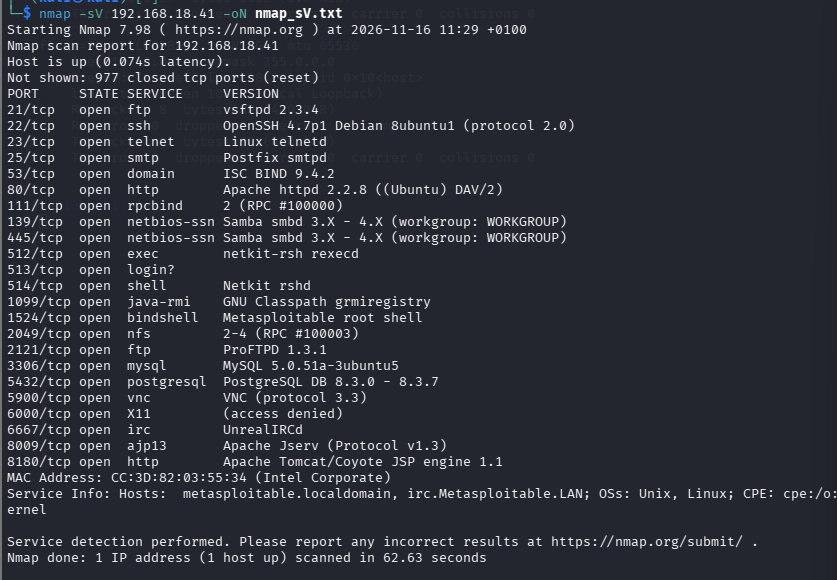 └─$ nmap -sV 192.168.18.41 -oN nmap_sV.txt
Starting Nmap 7.98 ( https://nmap.org ) at 2026-11-16 11:29 +0100
Nmap scan report for 192.168.18.41
Host is up (0.074s latency).
Not shown: 977 closed tcp ports (reset)
PORT     STATE SERVICE     VERSION
21/tcp   open  ftp         vsftpd 2.3.4
22/tcp   open  ssh         OpenSSH 4.7p1 Debian 8ubuntu1 (protocol 2.0)
23/tcp   open  telnet      Linux telnetd
25/tcp   open  smtp        Postfix smtpd
53/tcp   open  domain      ISC BIND 9.4.2
80/tcp   open  http        Apache httpd 2.2.8 ((Ubuntu) DAV/2)
111/tcp  open  rpcbind     2 (RPC #100000)
139/tcp  open  netbios-ssn Samba smbd 3.X - 4.X (workgroup: WORKGROUP)
445/tcp  open  netbios-ssn Samba smbd 3.X - 4.X (workgroup: WORKGROUP)
512/tcp  open  exec        netkit-rsh rexecd
513/tcp  open  login?
514/tcp  open  shell       Netkit rshd
1099/tcp open  java-rmi    GNU Classpath grmiregistry
1524/tcp open  bindshell   Metasploitable root shell
2049/tcp open  nfs         2-4 (RPC #100003)
2121/tcp open  ftp         ProFTPD 1.3.1
3306/tcp open  mysql       MySQL 5.0.51a-3ubuntu5
5432/tcp open  postgresql  PostgreSQL DB 8.3.0 - 8.3.7
5900/tcp open  vnc         VNC (protocol 3.3)
6000/tcp open  X11         (access denied)
6667/tcp open  irc         UnrealIRCd
8009/tcp open  ajp13       Apache Jserv (Protocol v1.3)
8180/tcp open  http        Apache Tomcat/Coyote JSP engine 1.1
MAC Address: CC:3D:82:03:55:34 (Intel Corporate)
Service Info: Hosts:  metasploitable.localdomain, irc.Metasploitable.LAN; OSs: Unix, Linux; CPE: cpe:/o:
ernel

Service detection performed. Please report any incorrect results at https://nmap.org/submit/ .
Nmap done: 1 IP address (1 host up) scanned in 62.63 seconds